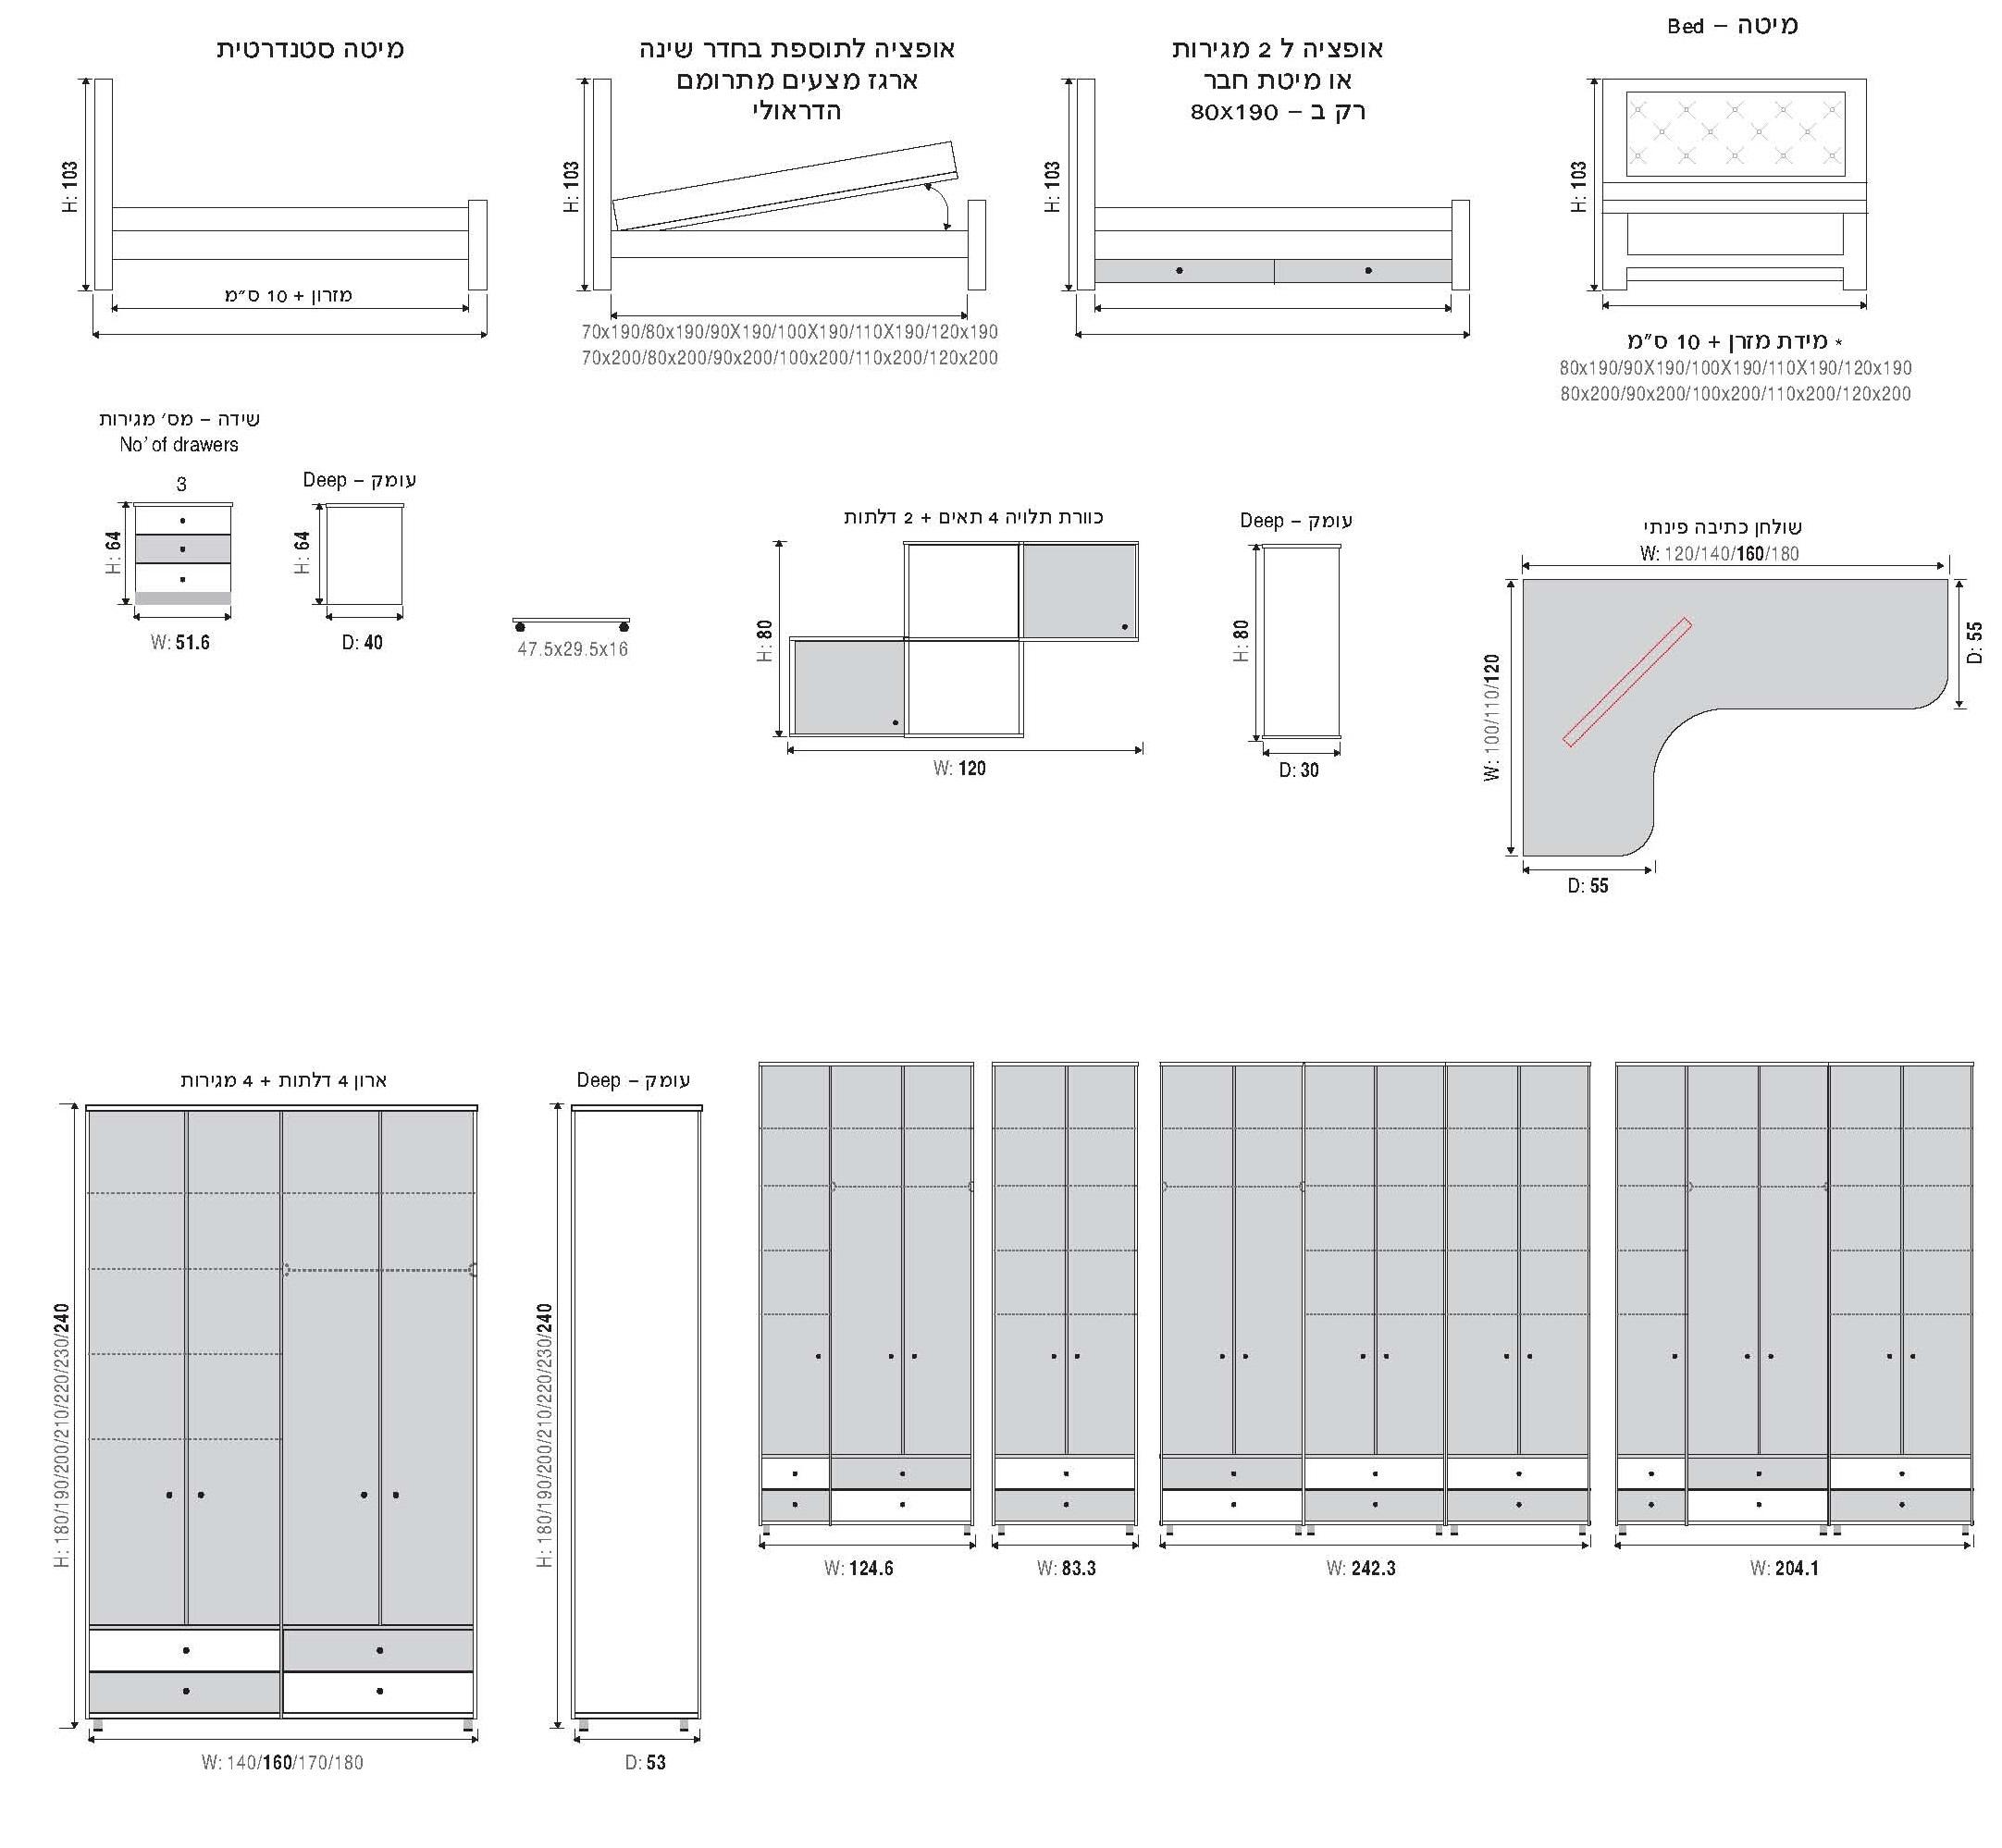 מיטה – Bed
H: 103
* מידת מזרן + 10 ס״מ
80x190/90X190/100X190/110X190/120x190
80x200/90x200/100x200/110x200/120x200
אופציה ל 2 מגירות
או מיטת חבר
רק ב – 80X190
H: 103
אופציה לתוספת בחדר שינה
ארגז מצעים מתרומם
הדראולי
H: 103
70x190/80x190/90X190/100X190/110X190/120x190
70x200/80x200/90x200/100x200/110x200/120x200
מיטה סטנדרטית
H: 103
מזרון + 10 ס״מ
שולחן כתיבה פינתי
W: 120/140/160/180
D: 55
W: 100/110/120
D: 55
עומק – Deep
H: 80
D: 30
כוורת תלויה 4 תאים + 2 דלתות
H: 80
W: 120
47.5x29.5x16
עומק – Deep
H: 64
D: 40
שידה – מס׳ מגירות
No’ of drawers
3
H: 64
W: 51.6
ארון 4 דלתות + 4 מגירות
H: 180/190/200/210/220/230/240
W: 140/160/170/180
עומק – Deep
H: 180/190/200/210/220/230/240
D: 53
W: 124.6
W: 83.3
W: 242.3
W: 204.1